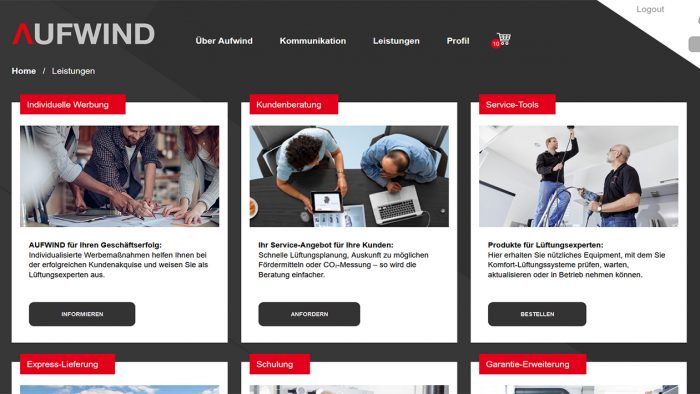 Logout
AUFWIND
Über Aufwind
Kommunikation
Leistungen
Profil
10
Home / Leistungen
Individuelle Werbung
AUFWIND für Ihren Geschäftserfolg:
Individualisierte Werbemaßnahmen helfen Ihnen bei
der erfolgreichen Kundenakquise und weisen Sie als
Lüftungsexperten aus.
INFORMIEREN
Kundenberatung
Ihr Service-Angebot für Ihre Kunden:
Schnelle Lüftungsplanung, Auskunft zu möglichen
Fördermitteln oder CO₂-Messung – so wird die
Beratung einfacher.
ANFORDERN
Service-Tools
Produkte für Lüftungsexperten:
Hier erhalten Sie nützliches Equipment, mit dem Sie
Komfort-Lüftungssysteme prüfen, warten,
aktualisieren oder in Betrieb nehmen können.
BESTELLEN
Express-Lieferung
Schulung
Garantie-Erweiterung